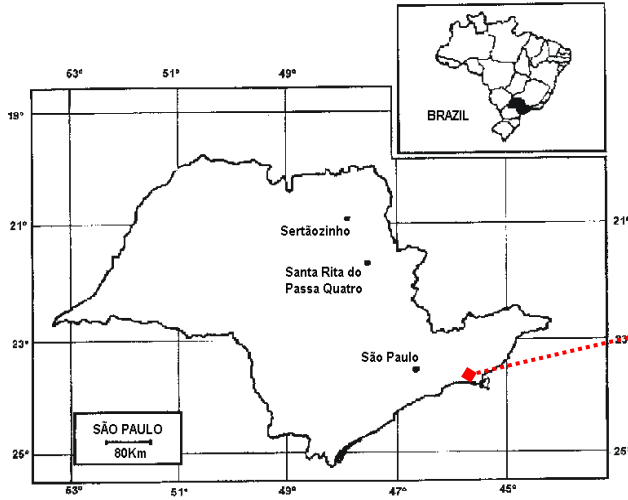 BRAZIL
53° 51° 49°
19°
21° 21°
Sertãozinho
Santa Rita do
Passa Quatro
23° 23°
São Paulo
SÃO PAULO
80Km
25° 25°
53° 51° 49° 47° 45°